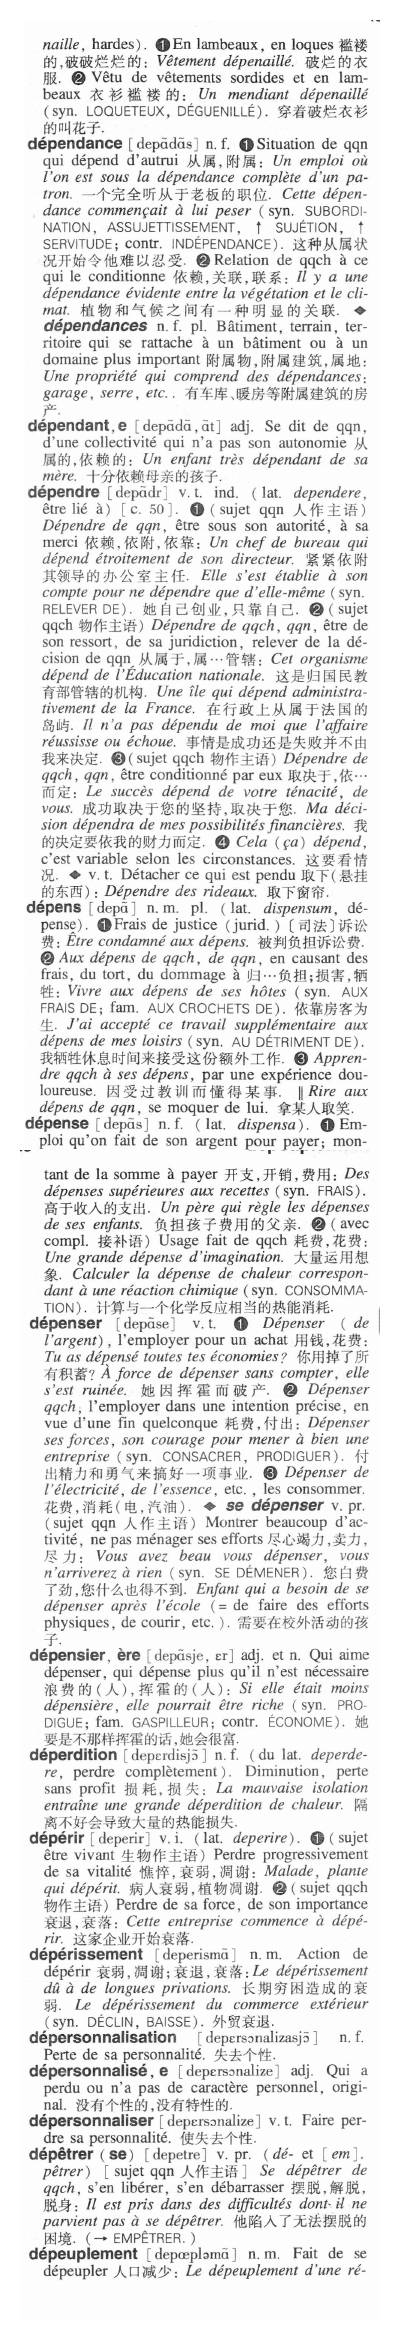 naille, hardes). ❶En lambeaux, en loques 褴褛
的,破破烂烂的: Vêtement dépenaillé. 破烂的衣
服. ❷ Vêtu de vêtements sordides et en lam-
beaux 衣衫褴褛的: Un mendiant dépenaillé
(syn. LOQUETEUX, DÉGUENILLÉ). 穿着破烂衣衫
的叫花子.
dépendance [depɑ̃dɑ̃s] n. f. ❶Situation de qqn
qui dépend d'autrui 从属,附属: Un emploi où
l'on est sous la dépendance complète d'un pa-
tron. 一个完全听从于老板的职位. Cette dépen-
dance commençait à lui peser (syn. SUBORDI-
NATION, ASSUJETTISSEMENT, ↑ SUJÉTION, ↑
SERVITUDE; contr. INDÉPENDANCE). 这种从属状
况开始令他难以忍受. ❷Relation de qqch à ce
qui le conditionne 依赖,关联,联系: Il y a une
dépendance évidente entre la végétation et le cli-
mat. 植物和气候之间有一种明显的关联. ◆
dépendances n. f. pl. Bâtiment, terrain, ter-
ritoire qui se rattache à un bâtiment ou à un
domaine plus important 附属物,附属建筑,属地:
Une propriété qui comprend des dépendances:
garage, serre, etc.. 有车库、暖房等附属建筑的房
产.
dépendant, e [depɑ̃dɑ̃, ɑ̃t] adj. Se dit de qqn,
d'une collectivité qui n'a pas son autonomie 从
属的,依赖的: Un enfant très dépendant de sa
mère. 十分依赖母亲的孩子.
dépendre [depɑ̃dr] v. t. ind. (lat. dependere,
être lié à) [c. 50]. ❶ (sujet qqn 人作主语)
Dépendre de qqn, être sous son autorité, à sa
merci 依赖,依附,依靠: Un chef de bureau qui
dépend étroitement de son directeur. 紧紧依附
其领导的办公室主任. Elle s'est établie à son
compte pour ne dépendre que d'elle-même (syn.
RELEVER DE). 她自己创业,只靠自己. ❷ (sujet
qqch 物作主语) Dépendre de qqch, qqn, être de
son ressort, de sa juridiction, relever de la dé-
cision de qqn 从属于,属…管辖: Cet organisme
dépend de l'Éducation nationale. 这是归国民教
育部管辖的机构. Une île qui dépend administra-
tivement de la France. 在行政上从属于法国的
岛屿. Il n'a pas dépendu de moi que l'affaire
réussisse ou échoue. 事情是成功还是失败并不由
我来决定. ❸(sujet qqch 物作主语) Dépendre de
qqch, qqn, être conditionné par eux 取决于,依…
而定: Le succès dépend de votre ténacité, de
vous. 成功取决于您的坚持,取决于您. Ma déci-
sion dépendra de mes possibilités financières. 我
的决定要依我的财力而定. ❹ Cela (ça) dépend,
c'est variable selon les circonstances. 这要看情
况. ◆ v. t. Détacher ce qui est pendu 取下(悬挂
的东西): Dépendre des rideaux. 取下窗帘.
dépens [depɑ̃] n. m. pl. (lat. dispensum, dé-
pense). ❶Frais de justice (jurid.) 〔司法〕诉讼
费: Être condamné aux dépens. 被判负担诉讼费.
❷ Aux dépens de qqch, de qqn, en causant des
frais, du tort, du dommage à 归…负担;损害,牺
牲: Vivre aux dépens de ses hôtes (syn. AUX
FRAIS DE; fam. AUX CROCHETS DE). 依靠房客为
生. J'ai accepté ce travail supplémentaire aux
dépens de mes loisirs (syn. AU DÉTRIMENT DE).
我牺牲休息时间来接受这份额外工作. ❸ Appren-
dre qqch à ses dépens, par une expérience dou-
loureuse. 因受过教训而懂得某事. ‖ Rire aux
dépens de qqn, se moquer de lui. 拿某人取笑.
dépense [depɑ̃s] n. f. (lat. dispensa). ❶ Em-
ploi qu'on fait de son argent pour payer; mon-
tant de la somme à payer 开支,开销,费用: Des
dépenses supérieures aux recettes (syn. FRAIS).
高于收入的支出. Un père qui règle les dépenses
de ses enfants. 负担孩子费用的父亲. ❷ (avec
compl. 接补语) Usage fait de qqch 耗费,花费:
Une grande dépense d'imagination. 大量运用想
象. Calculer la dépense de chaleur correspon-
dant à une réaction chimique (syn. CONSOMMA-
TION). 计算与一个化学反应相当的热能消耗.
dépenser [depɑ̃se] v. t. ❶ Dépenser (de
l'argent), l'employer pour un achat 用钱,花费:
Tu as dépensé toutes tes économies? 你用掉了所
有积蓄? À force de dépenser sans compter, elle
s'est ruinée. 她因挥霍而破产. ❷ Dépenser
qqch, l'employer dans une intention précise, en
vue d'une fin quelconque 耗费,付出: Dépenser
ses forces, son courage pour mener à bien une
entreprise (syn. CONSACRER, PRODIGUER). 付
出精力和勇气来搞好一项事业. ❸ Dépenser de
l'électricité, de l'essence, etc., les consommer.
花费,消耗(电,汽油). ◆ se dépenser v. pr.
(sujet qqn 人作主语) Montrer beaucoup d'ac-
tivité, ne pas ménager ses efforts 尽心竭力,卖力,
尽力: Vous avez beau vous dépenser, vous
n'arriverez à rien (syn. SE DÉMENER). 您白费
了劲,您什么也得不到. Enfant qui a besoin de se
dépenser après l'école (= de faire des efforts
physiques, de courir, etc.). 需要在校外活动的孩
子.
dépensier, ère [depɑ̃sje, ɛr] adj. et n. Qui aime
dépenser, qui dépense plus qu'il n'est nécessaire
浪费的(人),挥霍的(人): Si elle était moins
dépensière, elle pourrait être riche (syn. PRO-
DIGUE; fam. GASPILLEUR; contr. ÉCONOME). 她
要是不那样挥霍的话,她会很富.
déperdition [depɛrdisjɔ̃] n. f. (du lat. deperde-
re, perdre complètement). Diminution, perte
sans profit 损耗,损失: La mauvaise isolation
entraîne une grande déperdition de chaleur. 隔
离不好会导致大量的热能损失.
dépérir [deperir] v. i. (lat. deperire). ❶ (sujet
être vivant 生物作主语) Perdre progressivement
de sa vitalité 憔悴,衰弱,凋谢: Malade, plante
qui dépérit. 病人衰弱,植物凋谢. ❷(sujet qqch
物作主语) Perdre de sa force, de son importance
衰退,衰落: Cette entreprise commence à dépé-
rir. 这家企业开始衰落.
dépérissement [deperismɑ̃] n. m. Action de
dépérir 衰弱,凋谢;衰退,衰落: Le dépérissement
dû à de longues privations. 长期穷困造成的衰
弱. Le dépérissement du commerce extérieur
(syn. DÉCLIN, BAISSE). 外贸衰退.
dépersonnalisation [depɛrsɔnalizasjɔ̃] n. f.
Perte de sa personnalité. 失去个性.
dépersonnalisé, e [depɛrsɔnalize] adj. Qui a
perdu ou n'a pas de caractère personnel, origi-
nal. 没有个性的,没有特性的.
dépersonnaliser [depɛrsɔnalize] v. t. Faire per-
dre sa personnalité. 使失去个性.
dépêtrer (se) [depetre] v. pr. (dé- et [em].
pêtrer) [sujet qqn 人作主语] Se dépêtrer de
qqch, s'en libérer, s'en débarrasser 摆脱,解脱,
脱身: Il est pris dans des difficultés dont il ne
parvient pas à se dépêtrer. 他陷入了无法摆脱的
困境. (→ EMPÊTRER.)
dépeuplement [depœpləmɑ̃] n. m. Fait de se
dépeupler 人口减少: Le dépeuplement d'une ré-